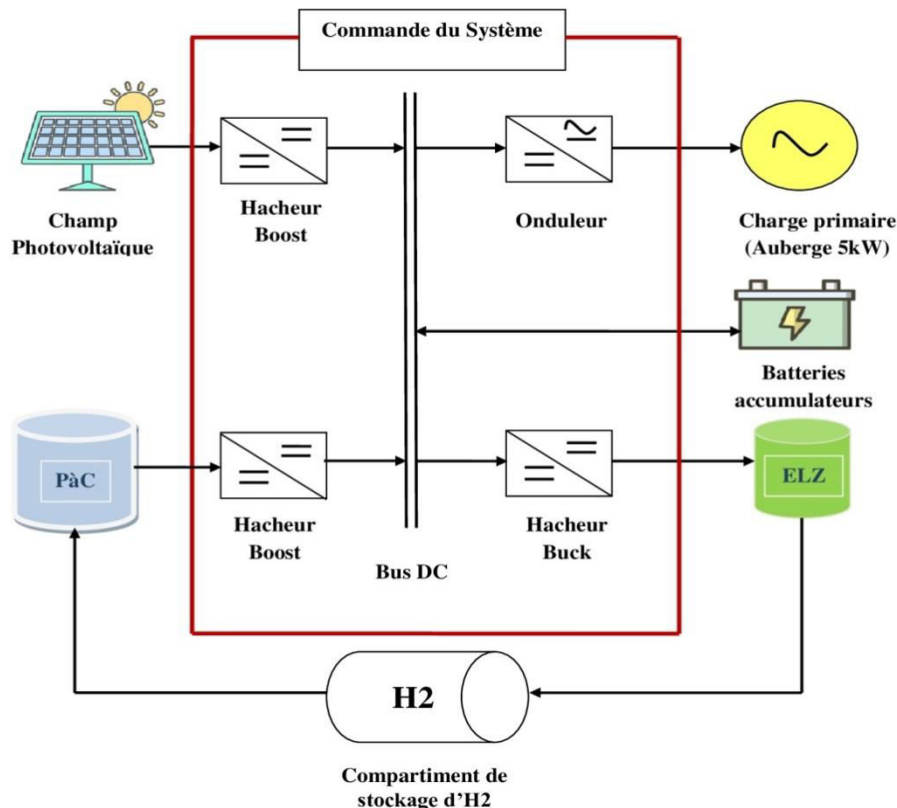 Commande du Système
Champ
Photovoltaïque
Hacheur
Boost
Onduleur
Charge primaire
(Auberge 5kW)
Batteries
accumulateurs
PàC
Hacheur
Boost
Bus DC
Hacheur
Buck
ELZ
H2
Compartiment de
stockage d'H2